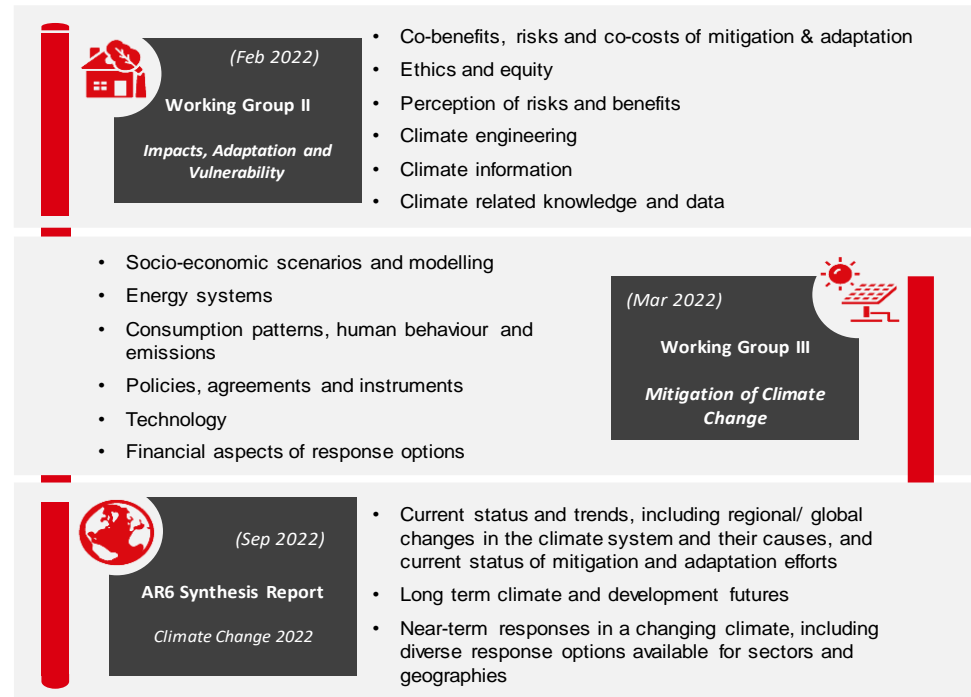 (Feb 2022)
Working Group II
Impacts, Adaptation and
Vulnerability
• Co-benefits, risks and co-costs of mitigation & adaptation
• Ethics and equity
• Perception of risks and benefits
• Climate engineering
• Climate information
• Climate related knowledge and data
• Socio-economic scenarios and modelling
• Energy systems
• Consumption patterns, human behaviour and
emissions
• Policies, agreements and instruments
• Technology
• Financial aspects of response options
(Mar 2022)
Working Group III
Mitigation of Climate
Change
(Sep 2022)
AR6 Synthesis Report
Climate Change 2022
• Current status and trends, including regional/ global
changes in the climate system and their causes, and
current status of mitigation and adaptation efforts
• Long term climate and development futures
• Near-term responses in a changing climate, including
diverse response options available for sectors and
geographies